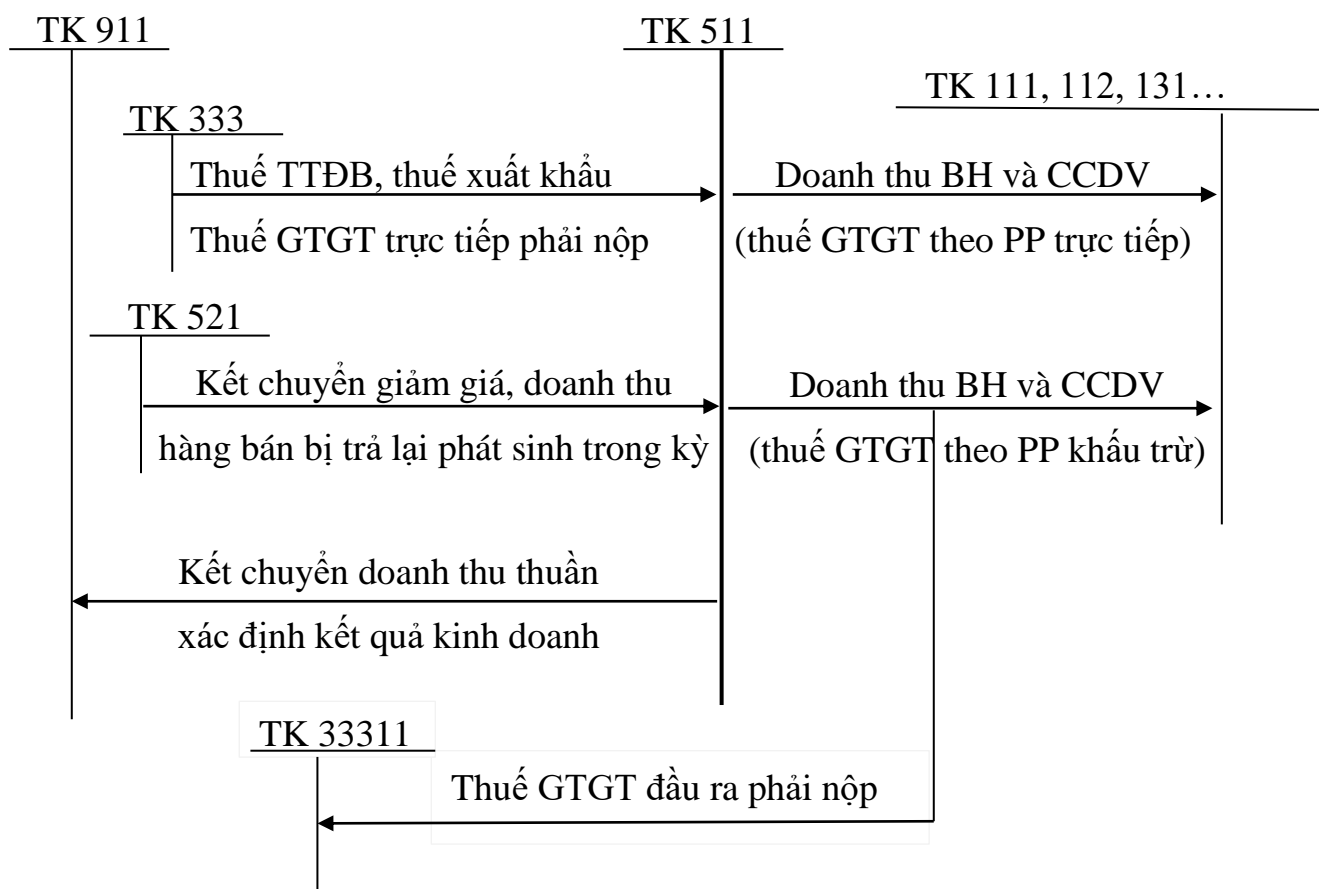 TK 911
TK 511
TK 111, 112, 131…
TK 333
Thuế TTĐB, thuế xuất khẩu
Doanh thu BH và CCDV
Thuế GTGT trực tiếp phải nộp
(thuế GTGT theo PP trực tiếp)
TK 521
Kết chuyển giảm giá, doanh thu
Doanh thu BH và CCDV
hàng bán bị trả lại phát sinh trong kỳ
(thuế GTGT theo PP khấu trừ)
Kết chuyển doanh thu thuần
xác định kết quả kinh doanh
TK 33311
Thuế GTGT đầu ra phải nộp